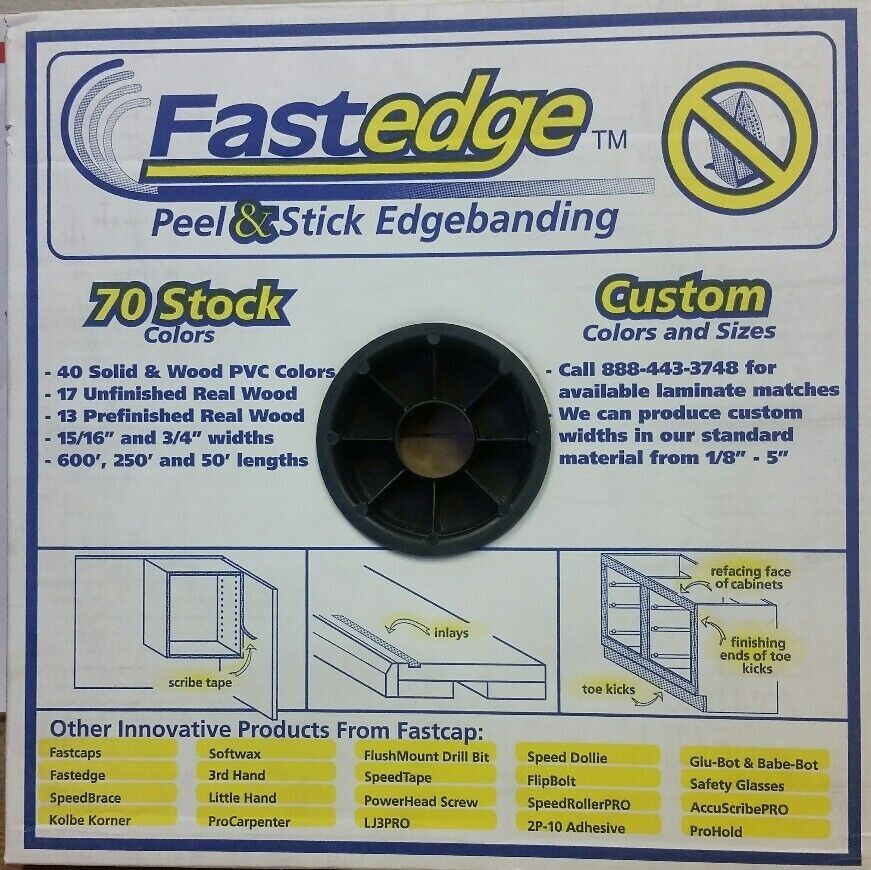 Fastedge TM
Peel & Stick Edgebanding
70 Stock
Colors
- 40 Solid & Wood PVC Colors
- 17 Unfinished Real Wood
- 13 Prefinished Real Wood
- 15/16” and 3/4” widths
- 600’, 250’ and 50’ lengths
Custom
Colors and Sizes
- Call 888-443-3748 for
available laminate matches
- We can produce custom
widths in our standard
material from 1/8” - 5”
scribe tape
inlays
refacing face
of cabinets
finishing
ends of toe
kicks
toe kicks
Other Innovative Products From Fastcap:
Fastcaps
Fastedge
SpeedBrace
Kolbe Korner
Softwax
3rd Hand
Little Hand
ProCarpenter
FlushMount Drill Bit
SpeedTape
PowerHead Screw
LJ3PRO
Speed Dollie
FlipBolt
SpeedRollerPRO
2P-10 Adhesive
Glu-Bot & Babe-Bot
Safety Glasses
AccuScribePRO
ProHold